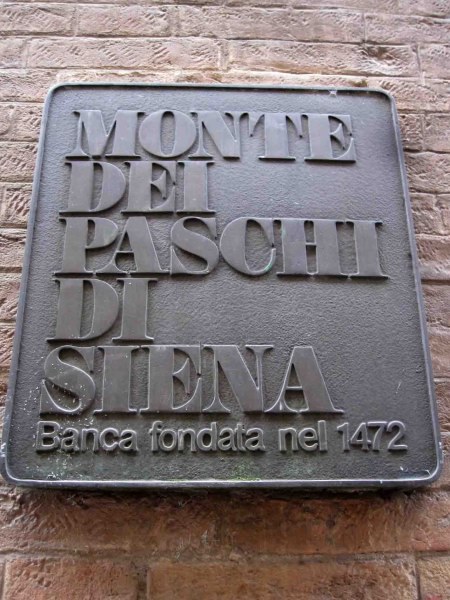 MONTE
DEI
PASCHI
DI
SIENA
Banca fondata nel 1472